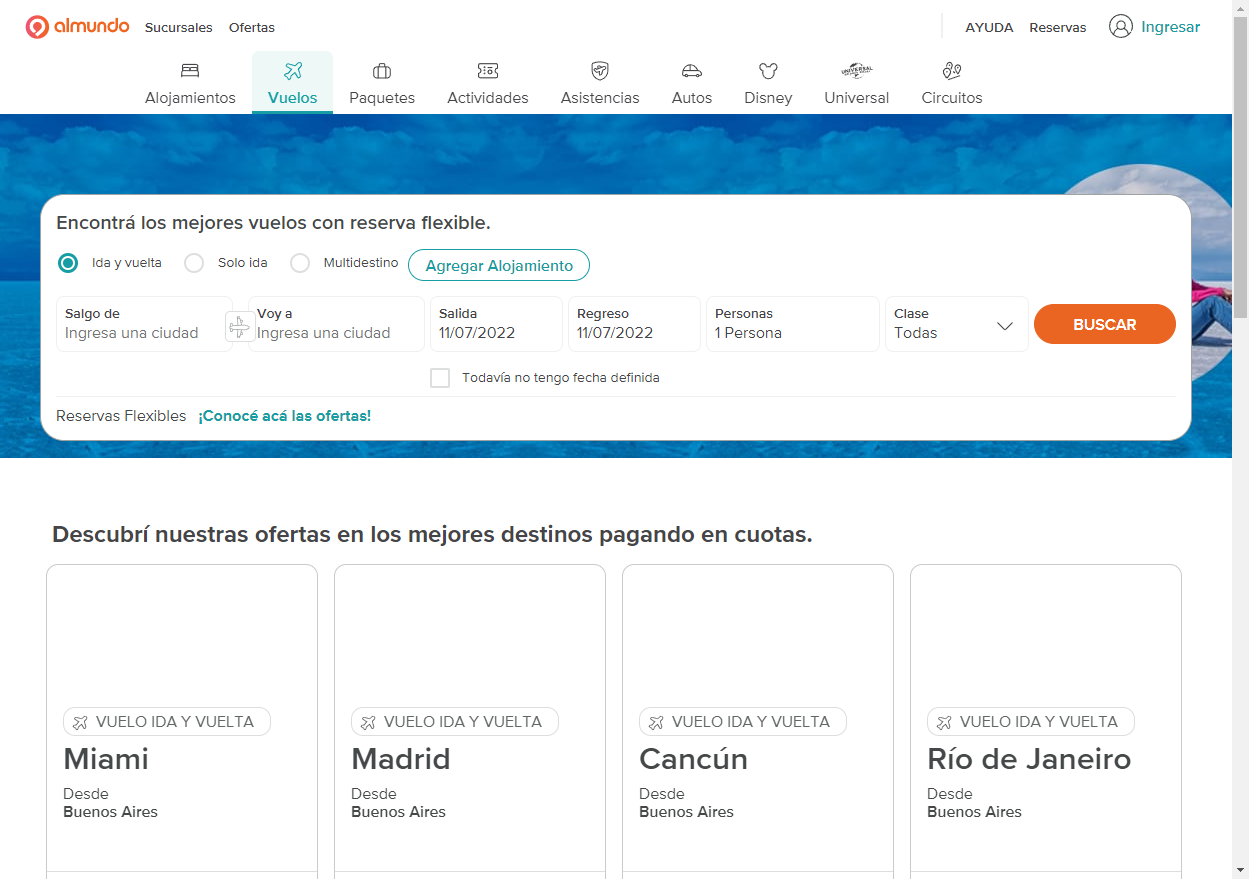 almundo Sucursales Ofertas AYUDA Reservas Ingresar
Alojamientos Vuelos Paquetes Actividades Asistencias Autos Disney Universal Circuitos
Encontrá los mejores vuelos con reserva flexible.
Ida y vuelta Solo ida Multidestino Agregar Alojamiento
Salgo de Voy a Salida Regreso Personas Clase
Ingresa una ciudad Ingresa una ciudad 11/07/2022 11/07/2022 1 Persona Todas BUSCAR
Todavía no tengo fecha definida
Reservas Flexibles ¡Conocé acá las ofertas!
Descubrí nuestras ofertas en los mejores destinos pagando en cuotas.
VUELO IDA Y VUELTA VUELO IDA Y VUELTA VUELO IDA Y VUELTA VUELO IDA Y VUELTA
Miami Madrid Cancún Río de Janeiro
Desde Desde Desde Desde
Buenos Aires Buenos Aires Buenos Aires Buenos Aires